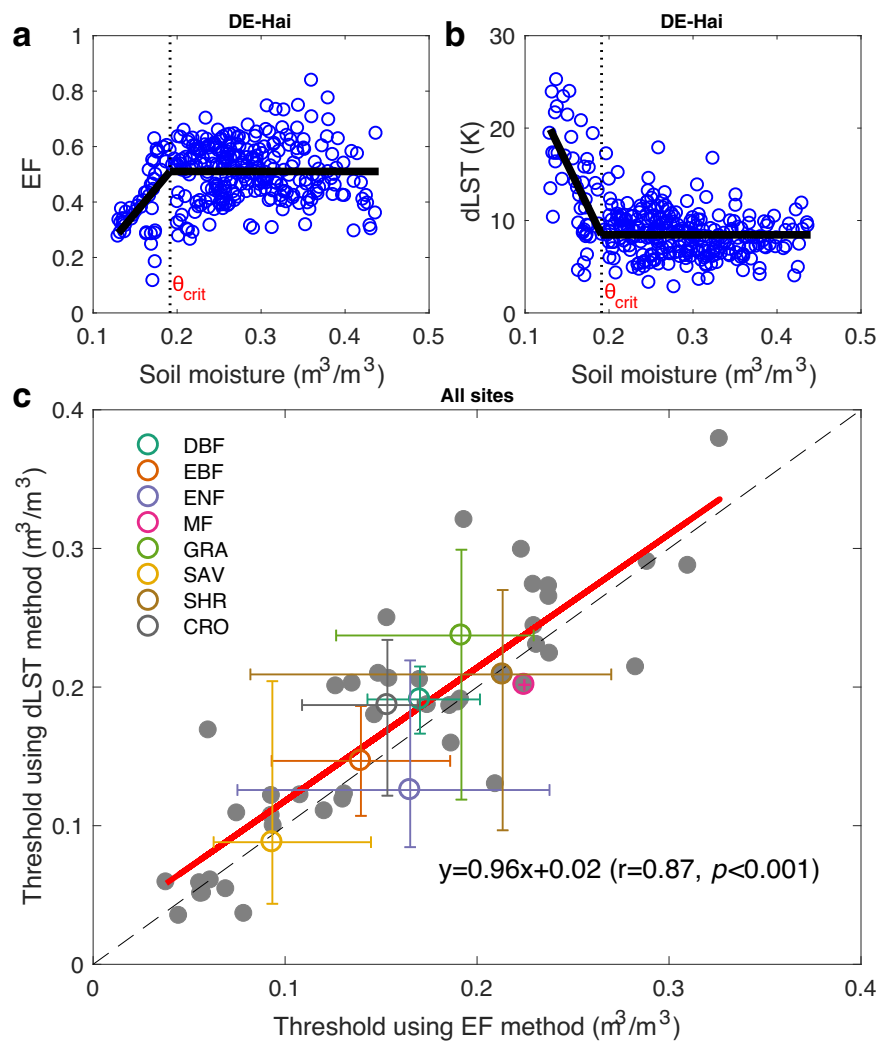 a
DE-Hai
EF
1
0.8
0.6
0.4
0.2
0
θcrit
0.1 0.2 0.3 0.4 0.5
Soil moisture (m³/m³)
b
DE-Hai
dLST (K)
30
20
10
0
θcrit
0.1 0.2 0.3 0.4 0.5
Soil moisture (m³/m³)
c
All sites
Threshold using dLST method (m³/m³)
0.4
0.3
0.2
0.1
0
DBF
EBF
ENF
MF
GRA
SAV
SHR
CRO
y=0.96x+0.02 (r=0.87, p<0.001)
0 0.1 0.2 0.3 0.4
Threshold using EF method (m³/m³)